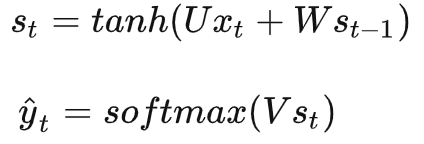 s_t = tanh(Ux_t + Ws_{t−1})
ŷ_t = softmax(Vs_t)